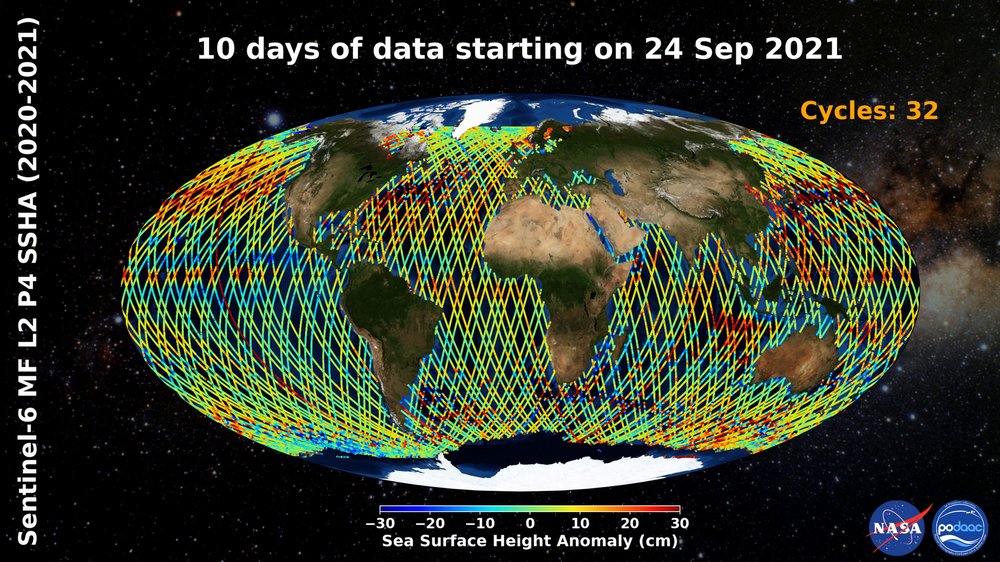 10 days of data starting on 24 Sep 2021
Cycles: 32
Sentinel-6 MF L2 P4 SSHA (2020-2021)
−30 −20 −10 0 10 20 30
Sea Surface Height Anomaly (cm)
NASA
podaac